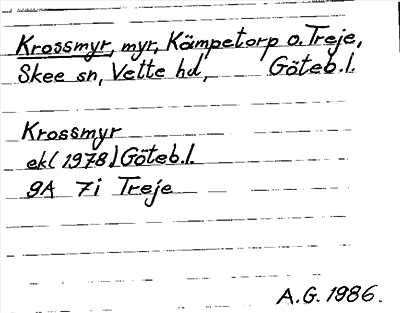 Krossmyr, myr, Kämpetorp o. Treje,
Skee sn, Vette hd, Göteb.l.
Krossmyr
ek(1978) Göteb.l.
9A 7i Treje
A.G. 1986.